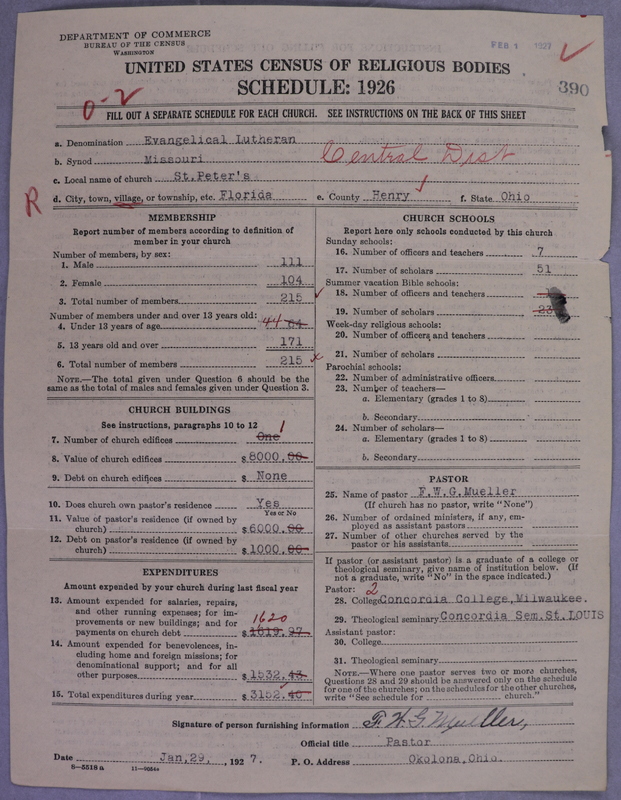 DEPARTMENT OF COMMERCE
BUREAU OF THE CENSUS
WASHINGTON
FEB 1 1927
UNITED STATES CENSUS OF RELIGIOUS BODIES
SCHEDULE: 1926
390
0-2
FILL OUT A SEPARATE SCHEDULE FOR EACH CHURCH. SEE INSTRUCTIONS ON THE BACK OF THIS SHEET
a. Denomination Evangelical Lutheran
b. Synod Missouri
Central Dist
c. Local name of church St.Peter's
R
d. City, town, village, or township, etc. Florida e. County Henry f. State Ohio
MEMBERSHIP
Report number of members according to definition of
member in your church
Number of members, by sex:
1. Male 111
2. Female 104
3. Total number of members 215
Number of members under and over 13 years old:
4. Under 13 years of age 44 64
5. 13 years old and over 171
6. Total number of members 215 x
NOTE.—The total given under Question 6 should be the
same as the total of males and females given under Question 3.
CHURCH BUILDINGS
See instructions, paragraphs 10 to 12
7. Number of church edifices One 1
8. Value of church edifices $ 8000.00
9. Debt on church edifices $ None
10. Does church own pastor's residence Yes
Yes or No
11. Value of pastor's residence (if owned by
church) $ 6000.00
12. Debt on pastor's residence (if owned by
church) $ 1000.00
EXPENDITURES
Amount expended by your church during last fiscal year
13. Amount expended for salaries, repairs,
and other running expenses; for im-
provements or new buildings; and for
payments on church debt $ 1619.97
1620
14. Amount expended for benevolences, in-
cluding home and foreign missions; for
denominational support; and for all
other purposes $ 1532.43
15. Total expenditures during year $ 3152.40
CHURCH SCHOOLS
Report here only schools conducted by this church
Sunday schools:
16. Number of officers and teachers 7
17. Number of scholars 51
Summer vacation Bible schools:
18. Number of officers and teachers
19. Number of scholars
Week-day religious schools:
20. Number of officers and teachers
21. Number of scholars
Parochial schools:
22. Number of administrative officers
23. Number of teachers—
a. Elementary (grades 1 to 8)
b. Secondary
24. Number of scholars—
a. Elementary (grades 1 to 8)
b. Secondary
PASTOR
25. Name of pastor F.W.G.Mueller
(If church has no pastor, write "None")
26. Number of ordained ministers, if any, em-
ployed as assistant pastors
27. Number of other churches served by the
pastor or his assistants
If pastor (or assistant pastor) is a graduate of a college or
theological seminary, give name of institution below. (If
not a graduate, write "No" in the space indicated.)
Pastor: 2
28. College Concordia College,Milwaukee.
29. Theological seminary Concordia Sem.St.LOUIS
Assistant pastor:
30. College
31. Theological seminary
NOTE.—Where one pastor serves two or more churches,
Questions 28 and 29 should be answered only on the schedule
for one of the churches; on the schedules for the other churches,
write "See schedule for church."
Signature of person furnishing information F.W.G Mueller,
Official title Pastor
Date Jan,29, , 1927. P. O. Address Okolona,Ohio.
8—5518 a 11—9054a